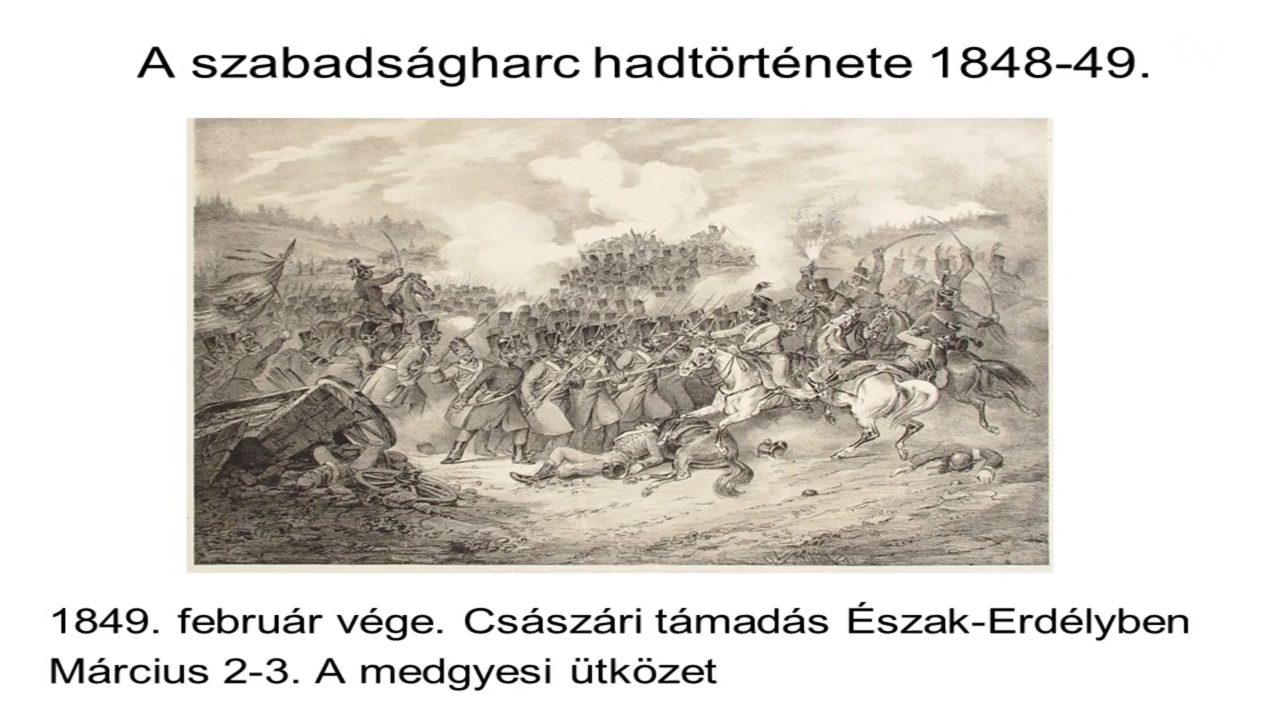 A szabadságharc hadtörténete 1848-49.
1849. február vége. Császári támadás Észak-Erdélyben
Március 2-3. A medgyesi ütközet